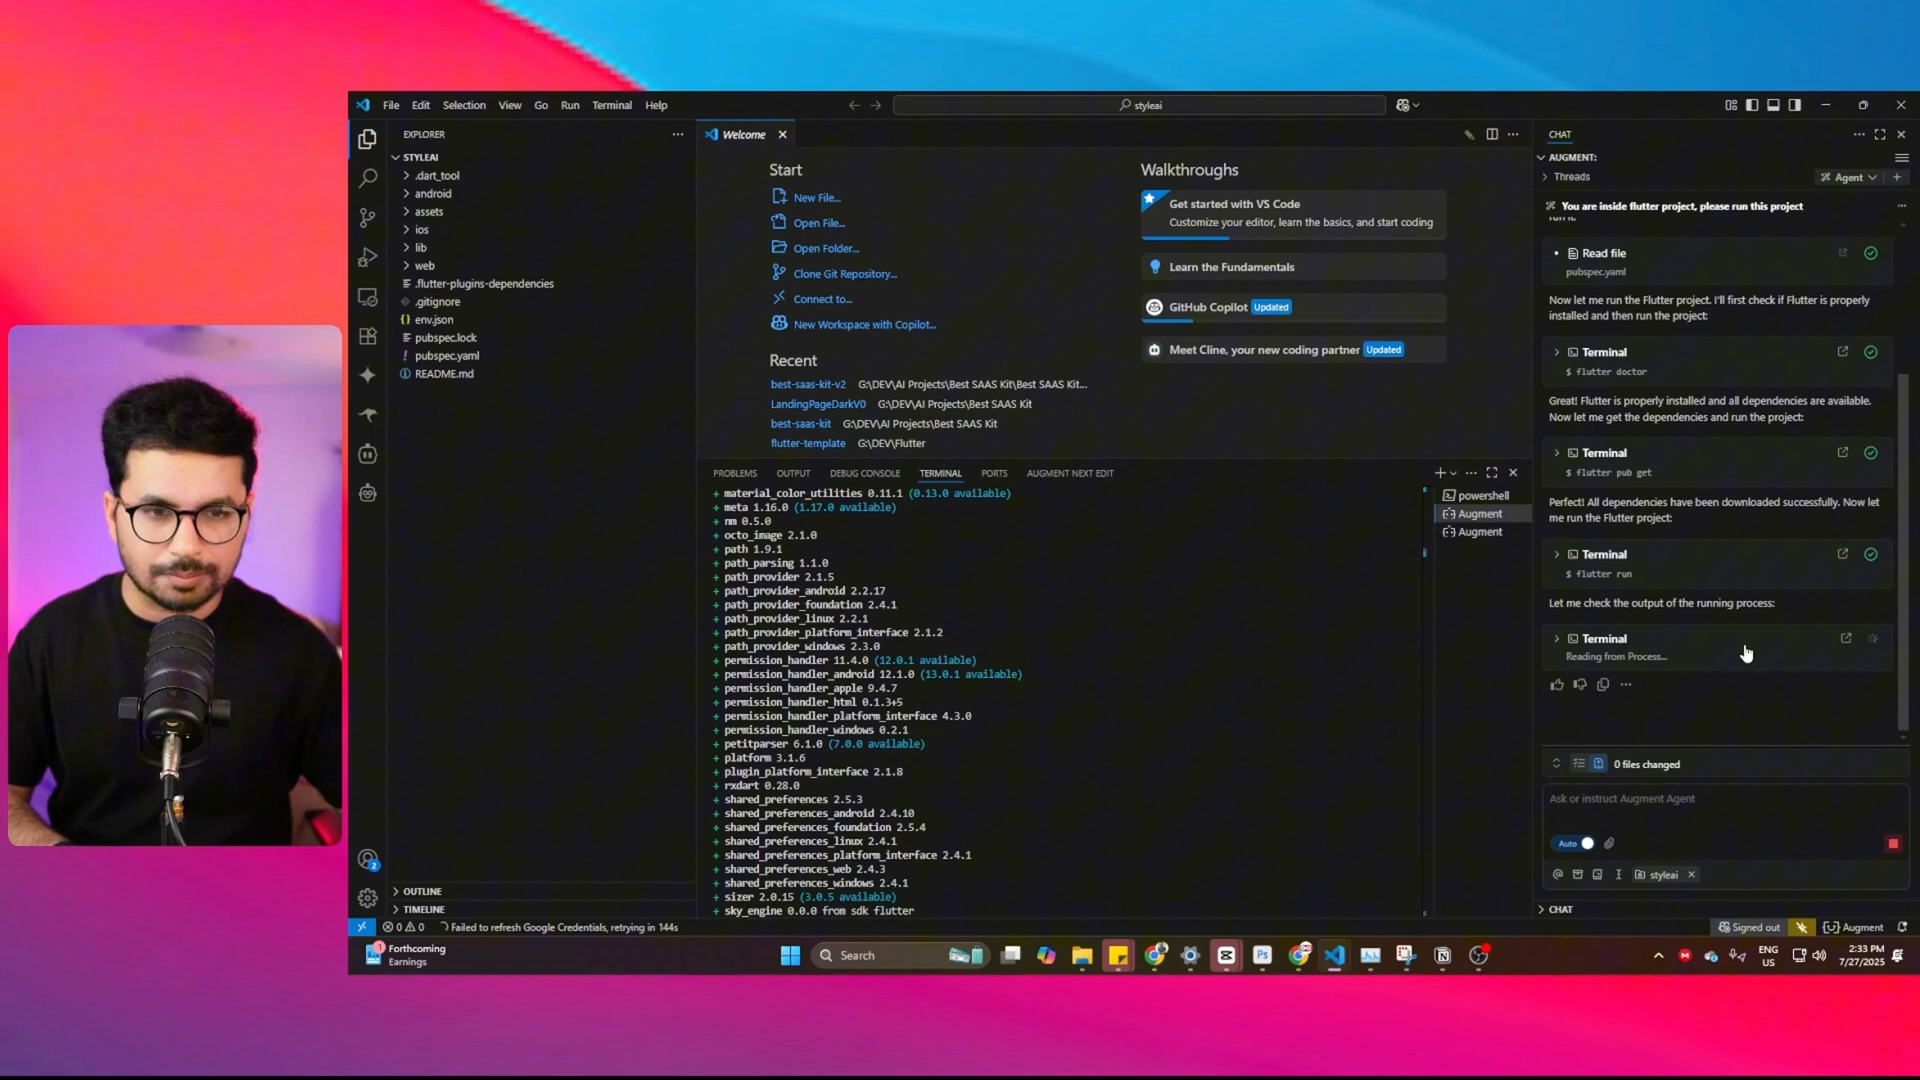 File Edit Selection View Go Run Terminal Help
styleai
EXPLORER
STYLEAI
.dart_tool
android
assets
ios
lib
web
.flutter-plugins-dependencies
.gitignore
env.json
pubspec.lock
pubspec.yaml
README.md
OUTLINE
TIMELINE
Welcome
Start
New File...
Open File...
Open Folder...
Clone Git Repository...
Connect to...
New Workspace with Copilot...
Recent
best-saas-kit-v2 G:\DEV\AI Projects\Best SAAS Kit\Best SAAS Kit...
LandingPageDarkV0 G:\DEV\AI Projects\Best SAAS Kit
best-saas-kit G:\DEV\AI Projects\Best SAAS Kit
flutter-template G:\DEV\Flutter
Walkthroughs
Get started with VS Code
Customize your editor, learn the basics, and start coding
Learn the Fundamentals
GitHub Copilot Updated
Meet Cline, your new coding partner Updated
PROBLEMS OUTPUT DEBUG CONSOLE TERMINAL PORTS AUGMENT NEXT EDIT
+ material_color_utilities 0.11.1 (0.13.0 available)
+ meta 1.16.0 (1.17.0 available)
+ nm 0.5.0
+ octo_image 2.1.0
+ path 1.9.1
+ path_parsing 1.1.0
+ path_provider 2.1.5
+ path_provider_android 2.2.17
+ path_provider_foundation 2.4.1
+ path_provider_linux 2.2.1
+ path_provider_platform_interface 2.1.2
+ path_provider_windows 2.3.0
+ permission_handler 11.4.0 (12.0.1 available)
+ permission_handler_android 12.1.0 (13.0.1 available)
+ permission_handler_apple 9.4.7
+ permission_handler_html 0.1.3+5
+ permission_handler_platform_interface 4.3.0
+ permission_handler_windows 0.2.1
+ petitparser 6.1.0 (7.0.0 available)
+ platform 3.1.6
+ plugin_platform_interface 2.1.8
+ rxdart 0.28.0
+ shared_preferences 2.5.3
+ shared_preferences_android 2.4.10
+ shared_preferences_foundation 2.5.4
+ shared_preferences_linux 2.4.1
+ shared_preferences_platform_interface 2.4.1
+ shared_preferences_web 2.4.3
+ shared_preferences_windows 2.4.1
+ sizer 2.0.15 (3.0.5 available)
+ sky_engine 0.0.0 from sdk flutter
powershell
Augment
Augment
CHAT
AUGMENT:
Threads
Agent
You are inside flutter project, please run this project
run it.
Read file
pubspec.yaml
Now let me run the Flutter project. I'll first check if Flutter is properly
installed and then run the project:
Terminal
$ flutter doctor
Great! Flutter is properly installed and all dependencies are available.
Now let me get the dependencies and run the project:
Terminal
$ flutter pub get
Perfect! All dependencies have been downloaded successfully. Now let
me run the Flutter project:
Terminal
$ flutter run
Let me check the output of the running process:
Terminal
Reading from Process...
0 files changed
Ask or instruct Augment Agent
Auto
styleai
CHAT
2
0 0 Failed to refresh Google Credentials, retrying in 144s
Signed out
Augment
1
Forthcoming
Earnings
Search
Ps
ENG
US
2:33 PM
7/27/2025